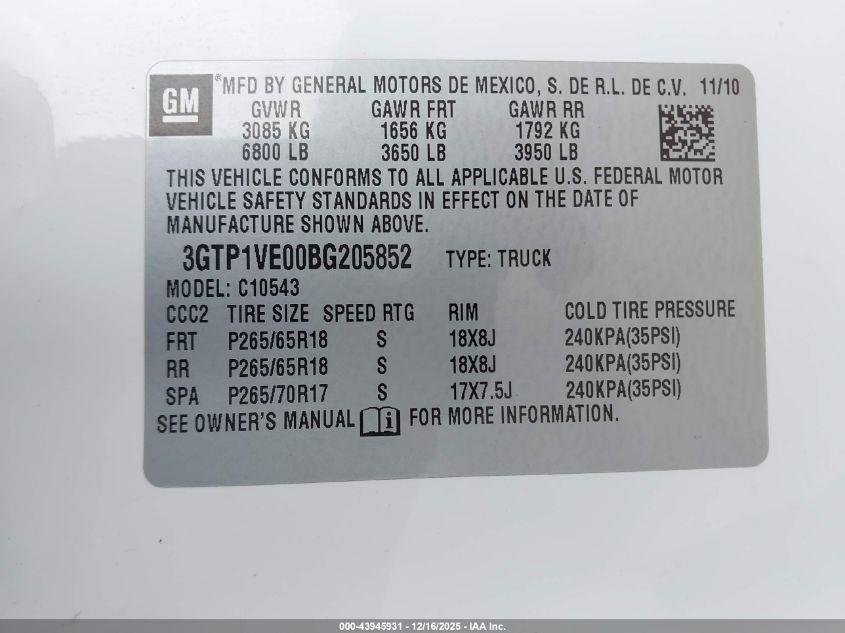 GM
® MFD BY GENERAL MOTORS DE MEXICO, S. DE R.L. DE C.V. 11/10
GVWR GAWR FRT GAWR RR
3085 KG 1656 KG 1792 KG
6800 LB 3650 LB 3950 LB
THIS VEHICLE CONFORMS TO ALL APPLICABLE U.S. FEDERAL MOTOR
VEHICLE SAFETY STANDARDS IN EFFECT ON THE DATE OF
MANUFACTURE SHOWN ABOVE.
3GTP1VE00BG205852 TYPE: TRUCK
MODEL: C10543
CCC2 TIRE SIZE SPEED RTG RIM COLD TIRE PRESSURE
FRT P265/65R18 S 18X8J 240KPA(35PSI)
RR P265/65R18 S 18X8J 240KPA(35PSI)
SPA P265/70R17 S 17X7.5J 240KPA(35PSI)
SEE OWNER'S MANUAL i FOR MORE INFORMATION.
000-43945931 - 12/16/2025 - IAA Inc.